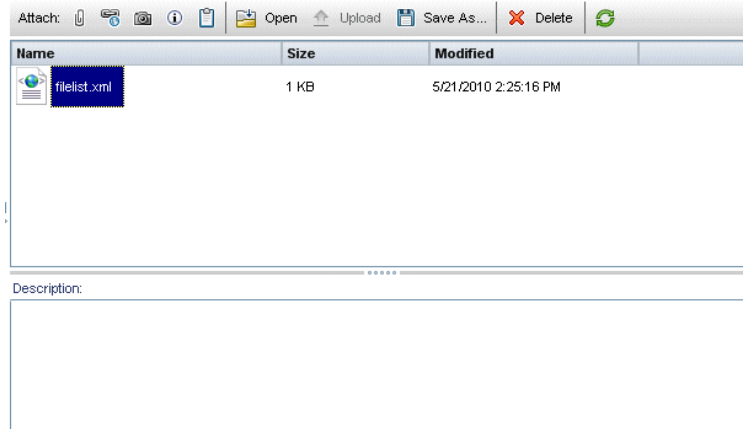 Attach: Open Upload Save As... Delete
Name Size Modified
filelist.xml 1 KB 5/21/2010 2:25:16 PM
Description: